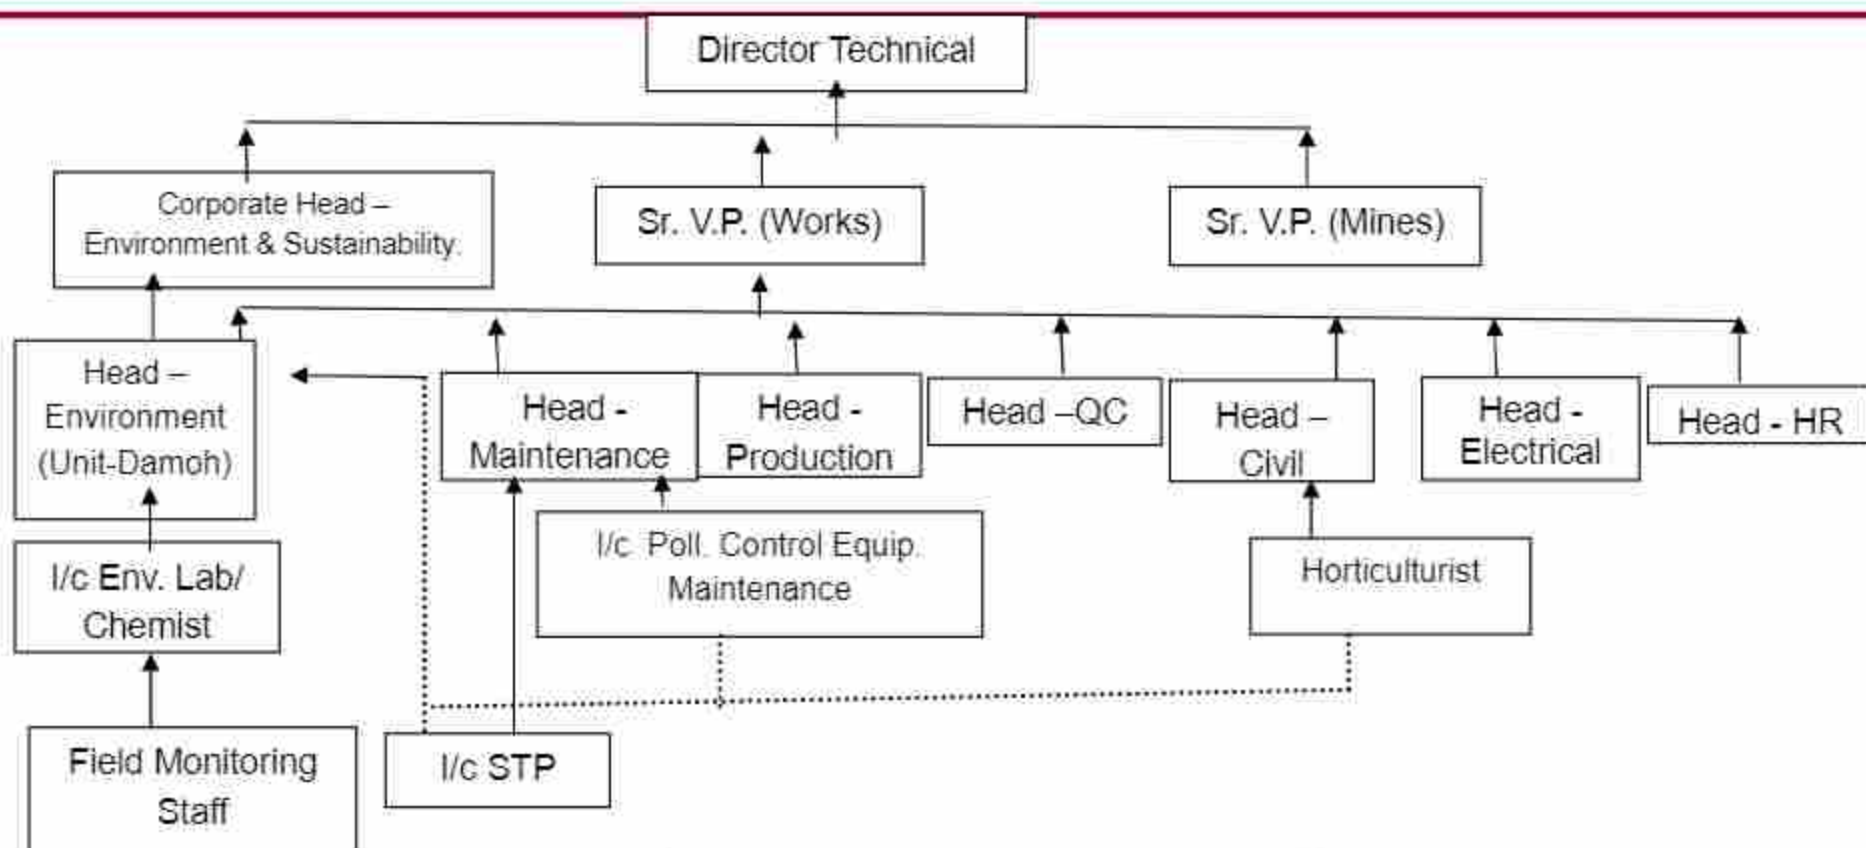 Director Technical
Corporate Head –
Environment & Sustainability.
Sr. V.P. (Works)
Sr. V.P. (Mines)
Head –
Environment
(Unit-Damoh)
Head -
Maintenance
Head -
Production
Head –QC
Head –
Civil
Head -
Electrical
Head - HR
I/c Env. Lab/
Chemist
I/c Poll. Control Equip.
Maintenance
Horticulturist
Field Monitoring
Staff
I/c STP